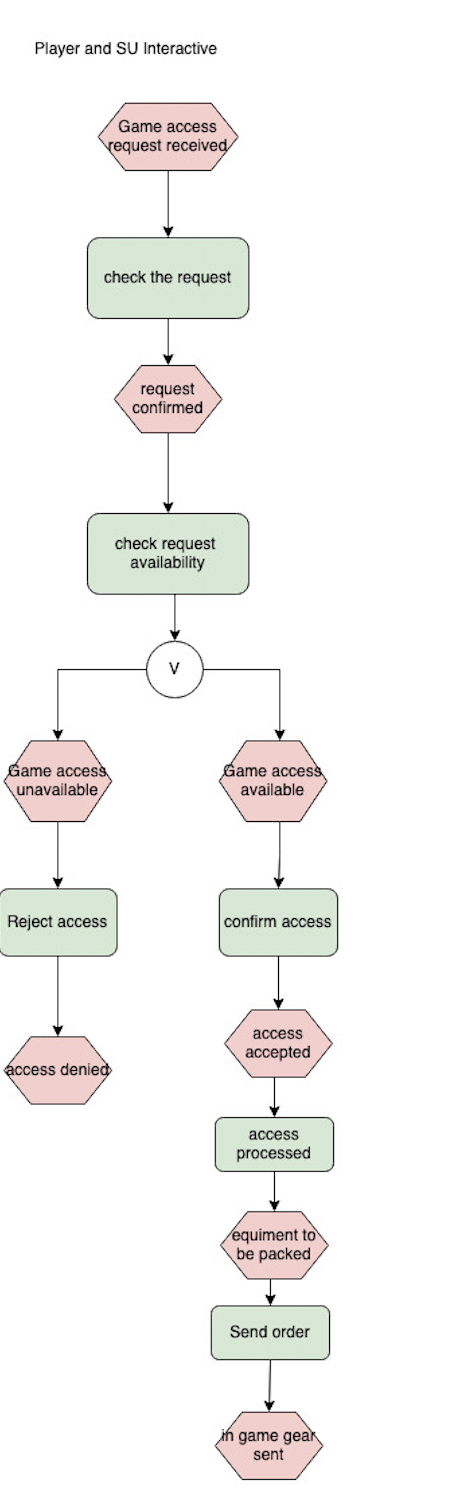 Player and SU Interactive
Game access
request received
check the request
request
confirmed
check request
availability
V
Game access
unavailable
Game access
available
Reject access
confirm access
access denied
access
accepted
access
processed
equiment to
be packed
Send order
in game gear
sent